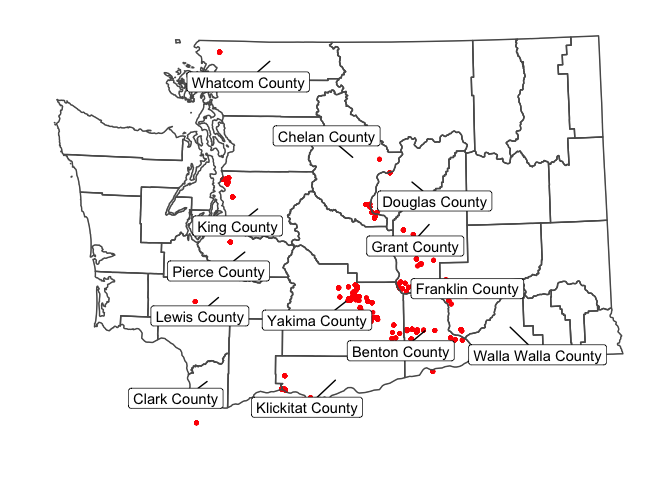 Whatcom County
Chelan County
Douglas County
King County
Grant County
Pierce County
Franklin County
Lewis County
Yakima County
Benton County
Walla Walla County
Clark County
Klickitat County